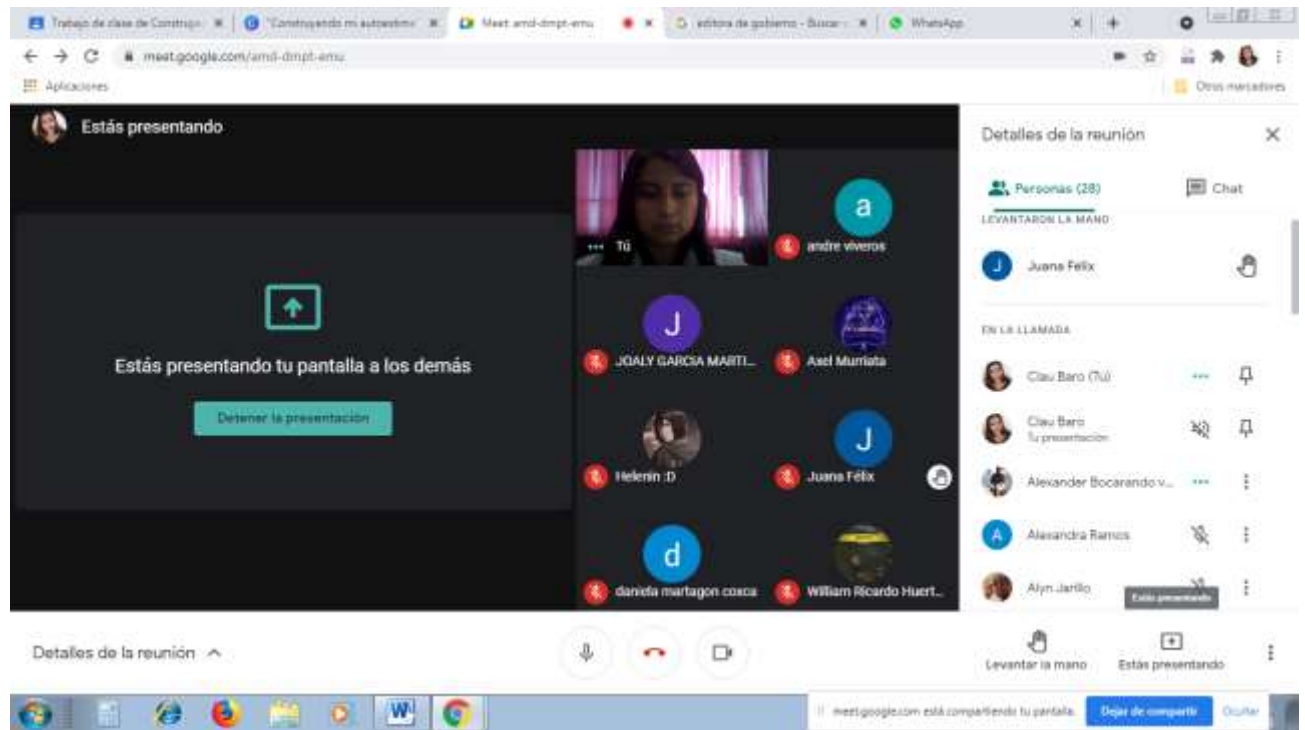 Trabajo de clase de Construyo
"Construyendo mi autoestima
Meet: amd-dmpt-emu
editora de gobierno - Buscar
WhatsApp
meet.google.com/amd-dmpt-emu
Aplicaciones
Otros marcadores
Estás presentando
Estás presentando tu pantalla a los demás
Detener la presentación
Tú
a
andre viveros
J
JOALY GARCIA MARTI...
Axel Murrieta
Helenin :D
J
Juana Félix
d
daniela martagon coxca
William Ricardo Huert...
Detalles de la reunión
Personas (28)
Chat
LEVANTARON LA MANO
J
Juana Félix
EN LA LLAMADA
Clau Baro (Tú)
Clau Baro
Tu presentación
Alexander Bocarando v...
A
Alexandra Ramos
Alyn Jarillo
Estás presentando
Detalles de la reunión
Levantar la mano
Estás presentando
meet.google.com está compartiendo tu pantalla.
Dejar de compartir
Ocultar